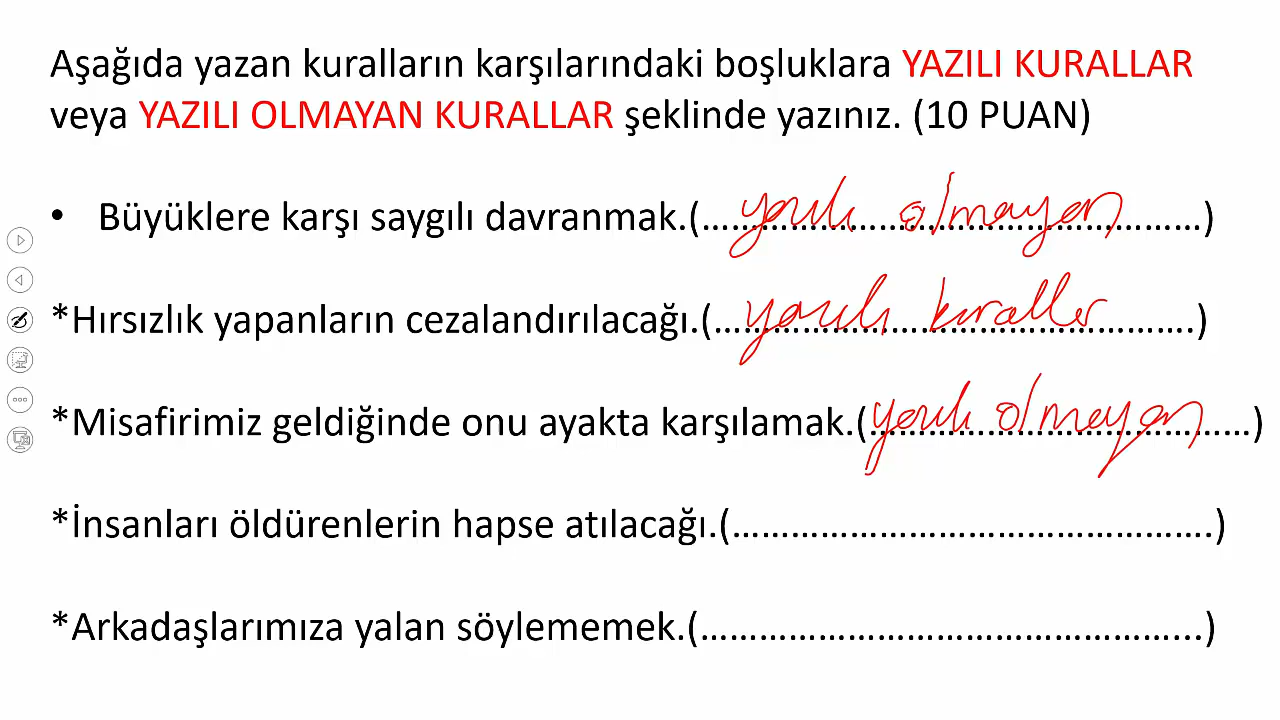 Aşağıda yazan kuralların karşılarındaki boşluklara YAZILI KURALLAR
veya YAZILI OLMAYAN KURALLAR şeklinde yazınız. (10 PUAN)
• Büyüklere karşı saygılı davranmak.(……yazılı olmayan……)
*Hırsızlık yapanların cezalandırılacağı.(……yazılı kurallar……)
*Misafirimiz geldiğinde onu ayakta karşılamak.(……yazılı olmayan……)
*İnsanları öldürenlerin hapse atılacağı.(………………………………………….)
*Arkadaşlarımıza yalan söylememek.(…………………………………………...)